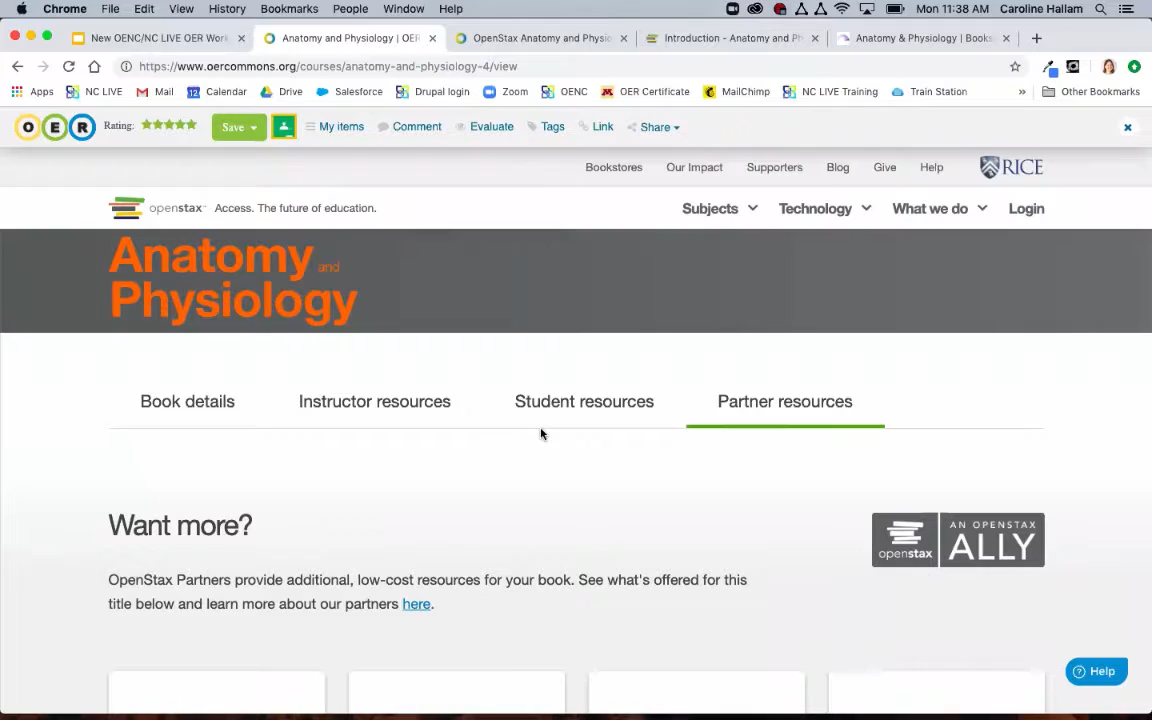 Chrome File Edit View History Bookmarks People Window Help Mon 11:38 AM Caroline Hallam
New OENC/NC LIVE OER Wor Anatomy and Physiology | OER OpenStax Anatomy and Physio Introduction - Anatomy and Ph Anatomy & Physiology | Books
https://www.oercommons.org/courses/anatomy-and-physiology-4/view
Apps NC LIVE Mail 12 Calendar Drive Salesforce Drupal login Zoom OENC OER Certificate MailChimp NC LIVE Training Train Station » Other Bookmarks
OER Rating: Save My items Comment Evaluate Tags Link Share
Bookstores Our Impact Supporters Blog Give Help RICE
openstax Access. The future of education. Subjects Technology What we do Login
Anatomy and
Physiology
Book details Instructor resources Student resources Partner resources
Want more?
openstax AN OPENSTAX ALLY
OpenStax Partners provide additional, low-cost resources for your book. See what's offered for this
title below and learn more about our partners here.
Help